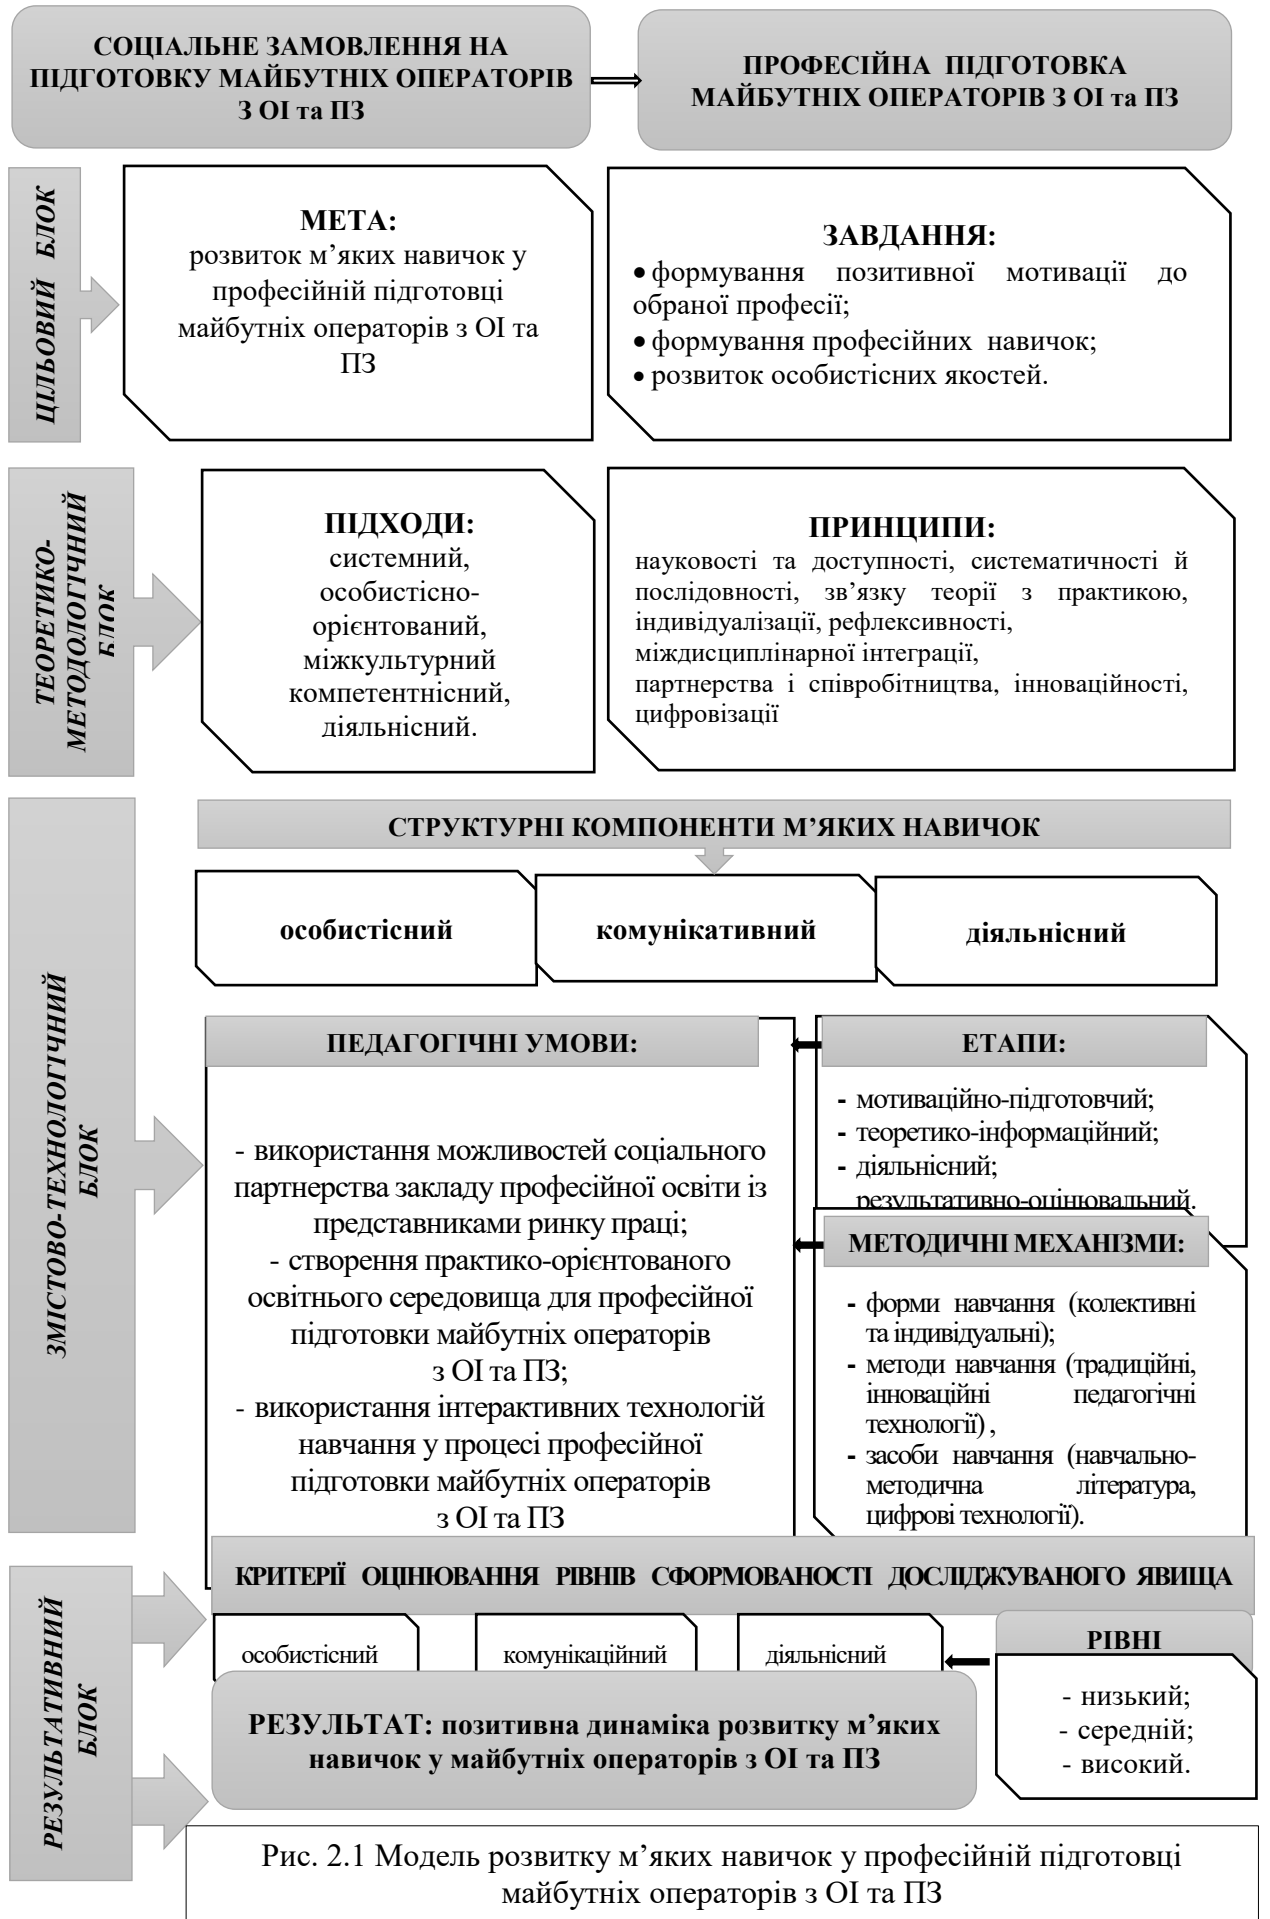 СОЦІАЛЬНЕ ЗАМОВЛЕННЯ НА
ПІДГОТОВКУ МАЙБУТНІХ ОПЕРАТОРІВ
З ОІ та ПЗ
ПРОФЕСІЙНА ПІДГОТОВКА
МАЙБУТНІХ ОПЕРАТОРІВ З ОІ та ПЗ
ЦІЛЬОВИЙ БЛОК
МЕТА:
розвиток м’яких навичок у
професійній підготовці
майбутніх операторів з ОІ та
ПЗ
ЗАВДАННЯ:
• формування позитивної мотивації до
обраної професії;
• формування професійних навичок;
• розвиток особистісних якостей.
ТЕОРЕТИКО-
МЕТОДОЛОГІЧНИЙ
БЛОК
ПІДХОДИ:
системний,
особистісно-
орієнтований,
міжкультурний
компетентнісний,
діяльнісний.
ПРИНЦИПИ:
науковості та доступності, систематичності й
послідовності, зв’язку теорії з практикою,
індивідуалізації, рефлексивності,
міждисциплінарної інтеграції,
партнерства і співробітництва, інноваційності,
цифровізації
ЗМІСТОВО-ТЕХНОЛОГІЧНИЙ
БЛОК
СТРУКТУРНІ КОМПОНЕНТИ М’ЯКИХ НАВИЧОК
особистісний
комунікативний
діяльнісний
ПЕДАГОГІЧНІ УМОВИ:
- використання можливостей соціального
партнерства закладу професійної освіти із
представниками ринку праці;
- створення практико-орієнтованого
освітнього середовища для професійної
підготовки майбутніх операторів
з ОІ та ПЗ;
- використання інтерактивних технологій
навчання у процесі професійної
підготовки майбутніх операторів
з ОІ та ПЗ
ЕТАПИ:
- мотиваційно-підготовчий;
- теоретико-інформаційний;
- діяльнісний;
результативно-оцінювальний.
МЕТОДИЧНІ МЕХАНІЗМИ:
- форми навчання (колективні
та індивідуальні);
- методи навчання (традиційні,
інноваційні педагогічні
технології) ,
- засоби навчання (навчально-
методична література,
цифрові технології).
РЕЗУЛЬТАТИВНИЙ
БЛОК
КРИТЕРІЇ ОЦІНЮВАННЯ РІВНІВ СФОРМОВАНОСТІ ДОСЛІДЖУВАНОГО ЯВИЩА
особистісний
комунікаційний
діяльнісний
РІВНІ
- низький;
- середній;
- високий.
РЕЗУЛЬТАТ: позитивна динаміка розвитку м’яких
навичок у майбутніх операторів з ОІ та ПЗ
Рис. 2.1 Модель розвитку м’яких навичок у професійній підготовці
майбутніх операторів з ОІ та ПЗ